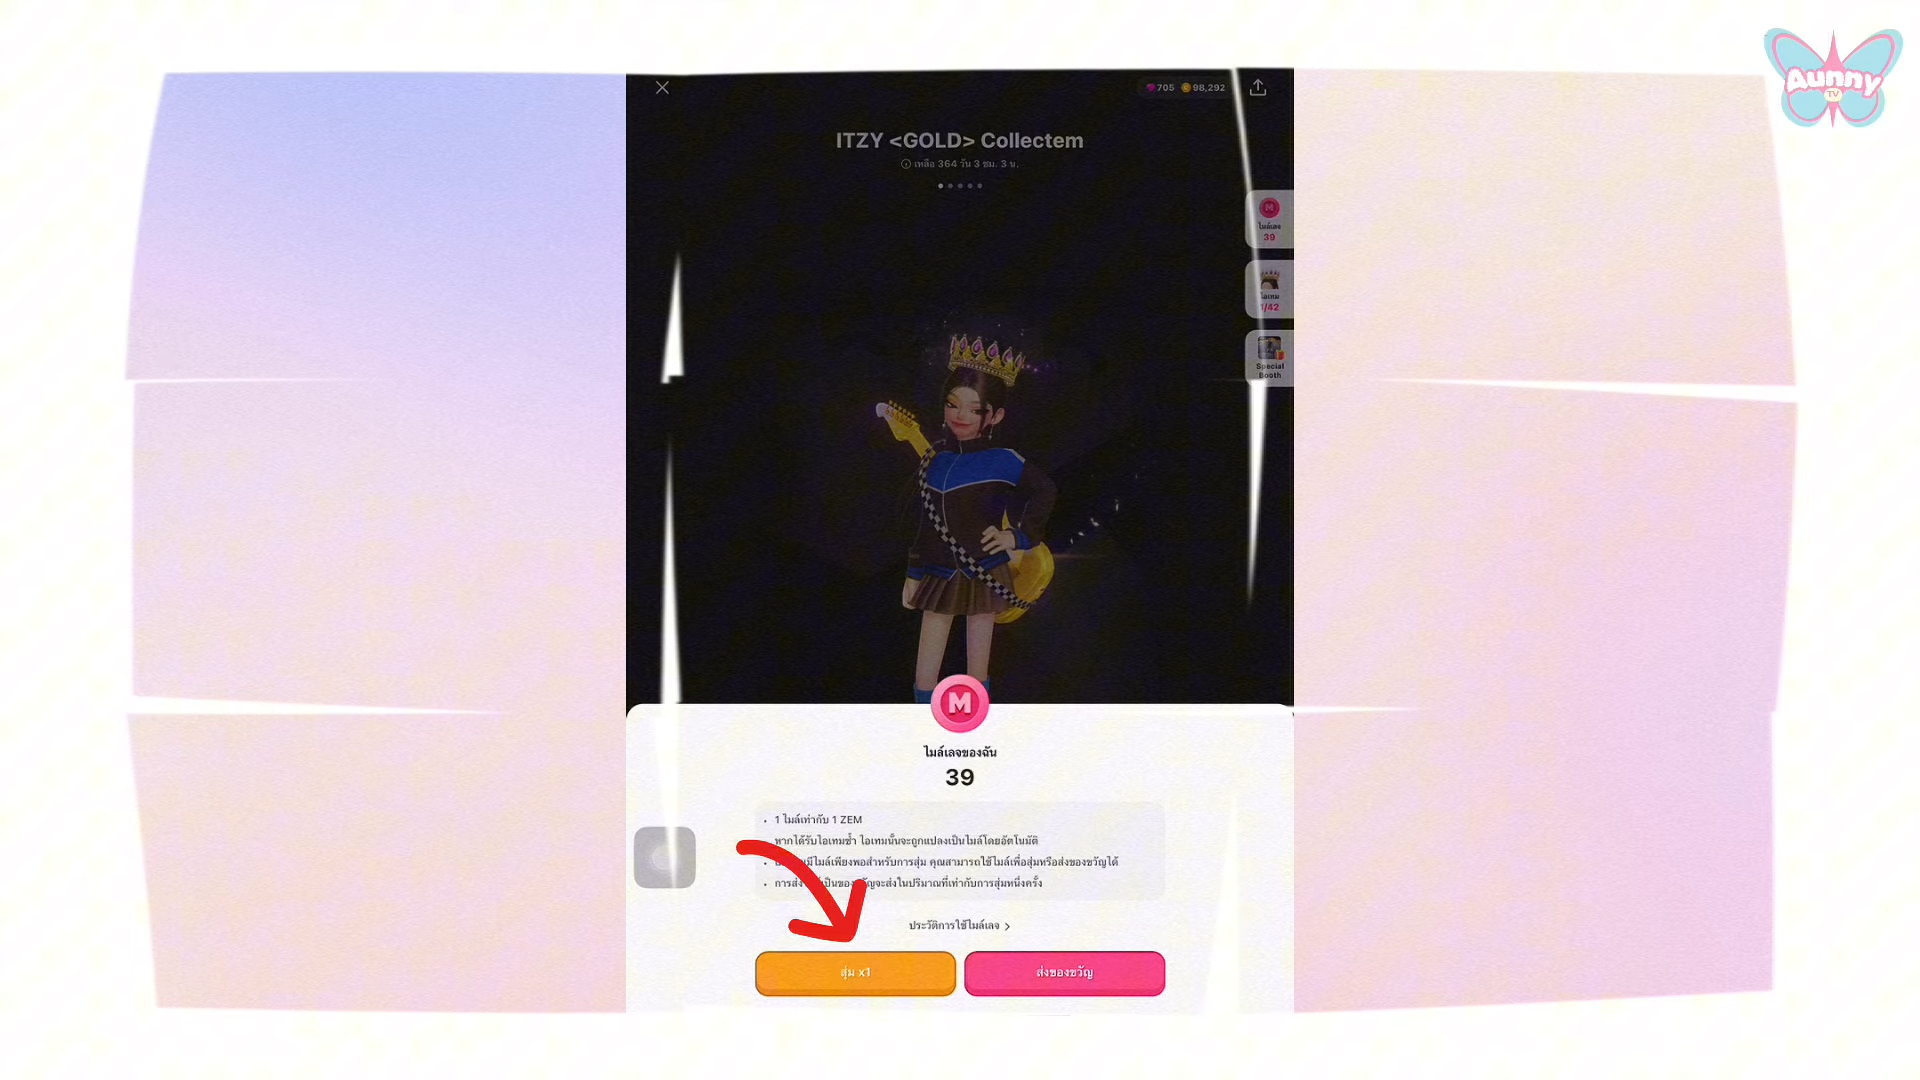 Aunny
TV
705 98,292
ITZY <GOLD> Collectem
เหลือ 364 วัน 3 ชม. 3 น.
M
ไมล์เลจ
39
ไอเทม
1/42
Special
Booth
M
ไมล์เลจของฉัน
39
1 ไมล์เท่ากับ 1 ZEM
หากได้รับไอเทมซ้ำ ไอเทมนั้นจะถูกแปลงเป็นไมล์โดยอัตโนมัติ
มีไมล์เพียงพอสำหรับการสุ่ม คุณสามารถใช้ไมล์เพื่อสุ่มหรือส่งของขวัญได้
การส่ง เป็นของขวัญจะส่งในปริมาณที่เท่ากับการสุ่มหนึ่งครั้ง
ประวัติการใช้ไมล์เลจ >
สุ่ม x1
ส่งของขวัญ